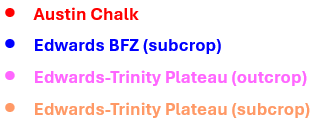 Austin Chalk
Edwards BFZ (subcrop)
Edwards-Trinity Plateau (outcrop)
Edwards-Trinity Plateau (subcrop)